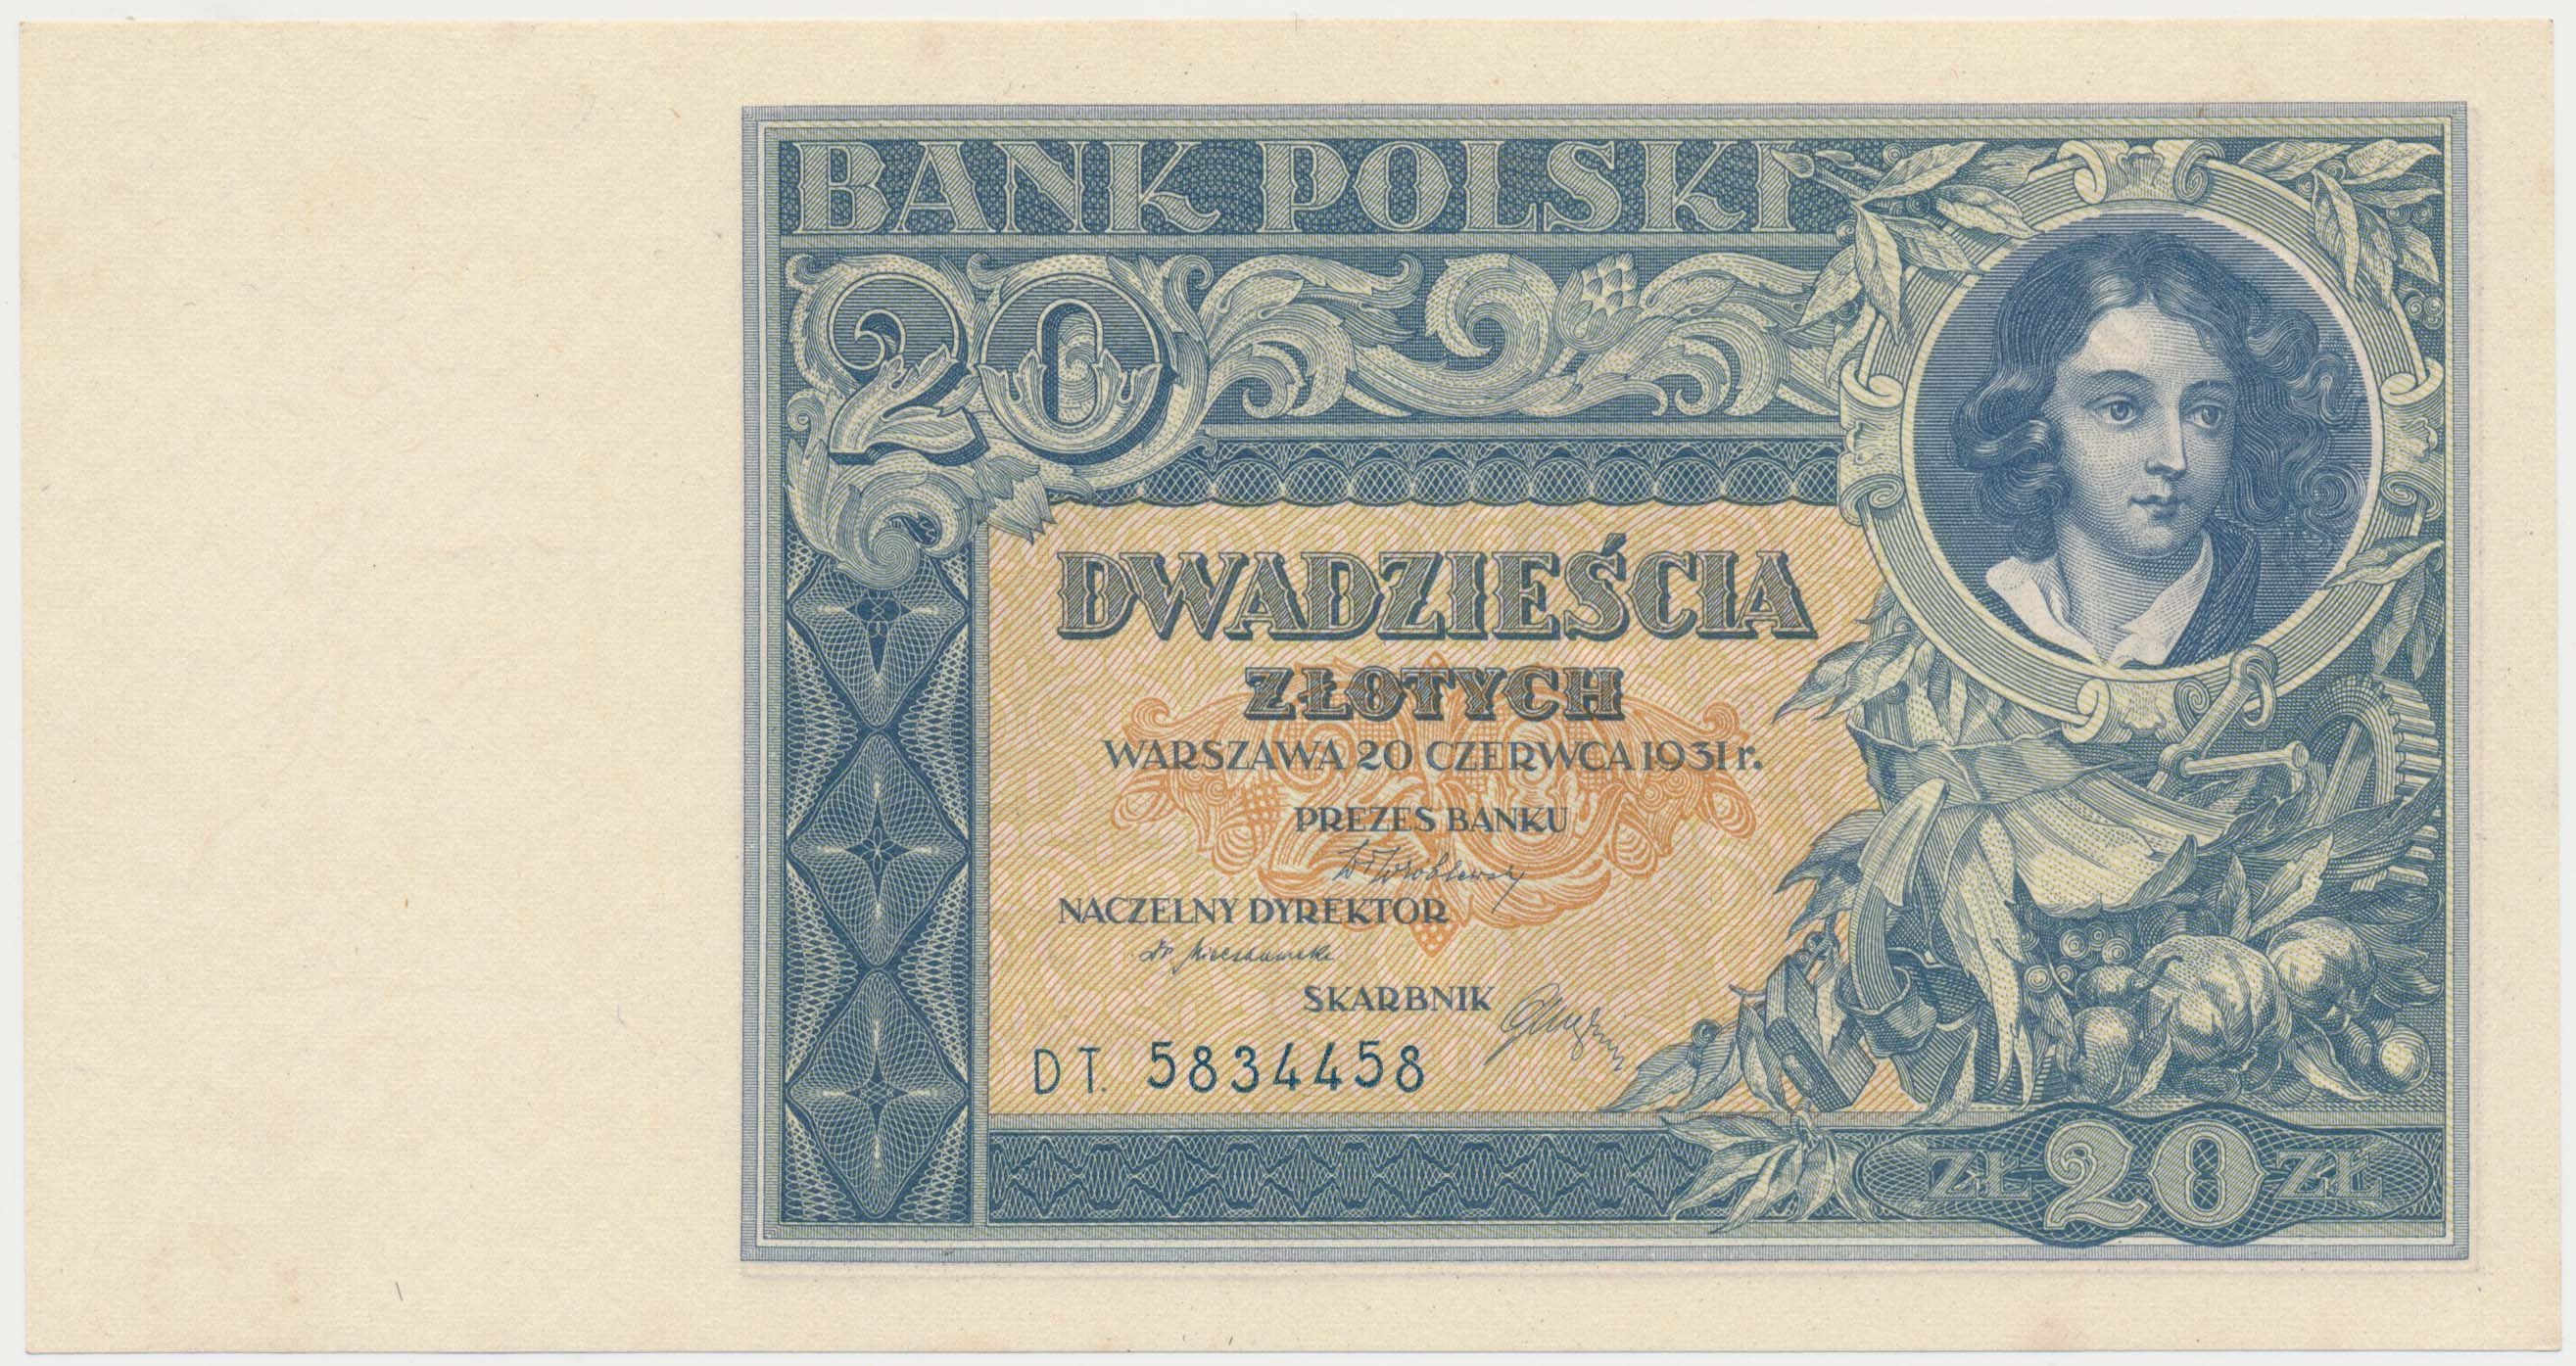 BANK POLSKI
20
DWADZIEŚCIA
ZŁOTYCH
WARSZAWA 20 CZERWCA 1931 r.
PREZES BANKU
NACZELNY DYREKTOR
SKARBNIK
DT. 5834458
ZŁ 20 ZŁ